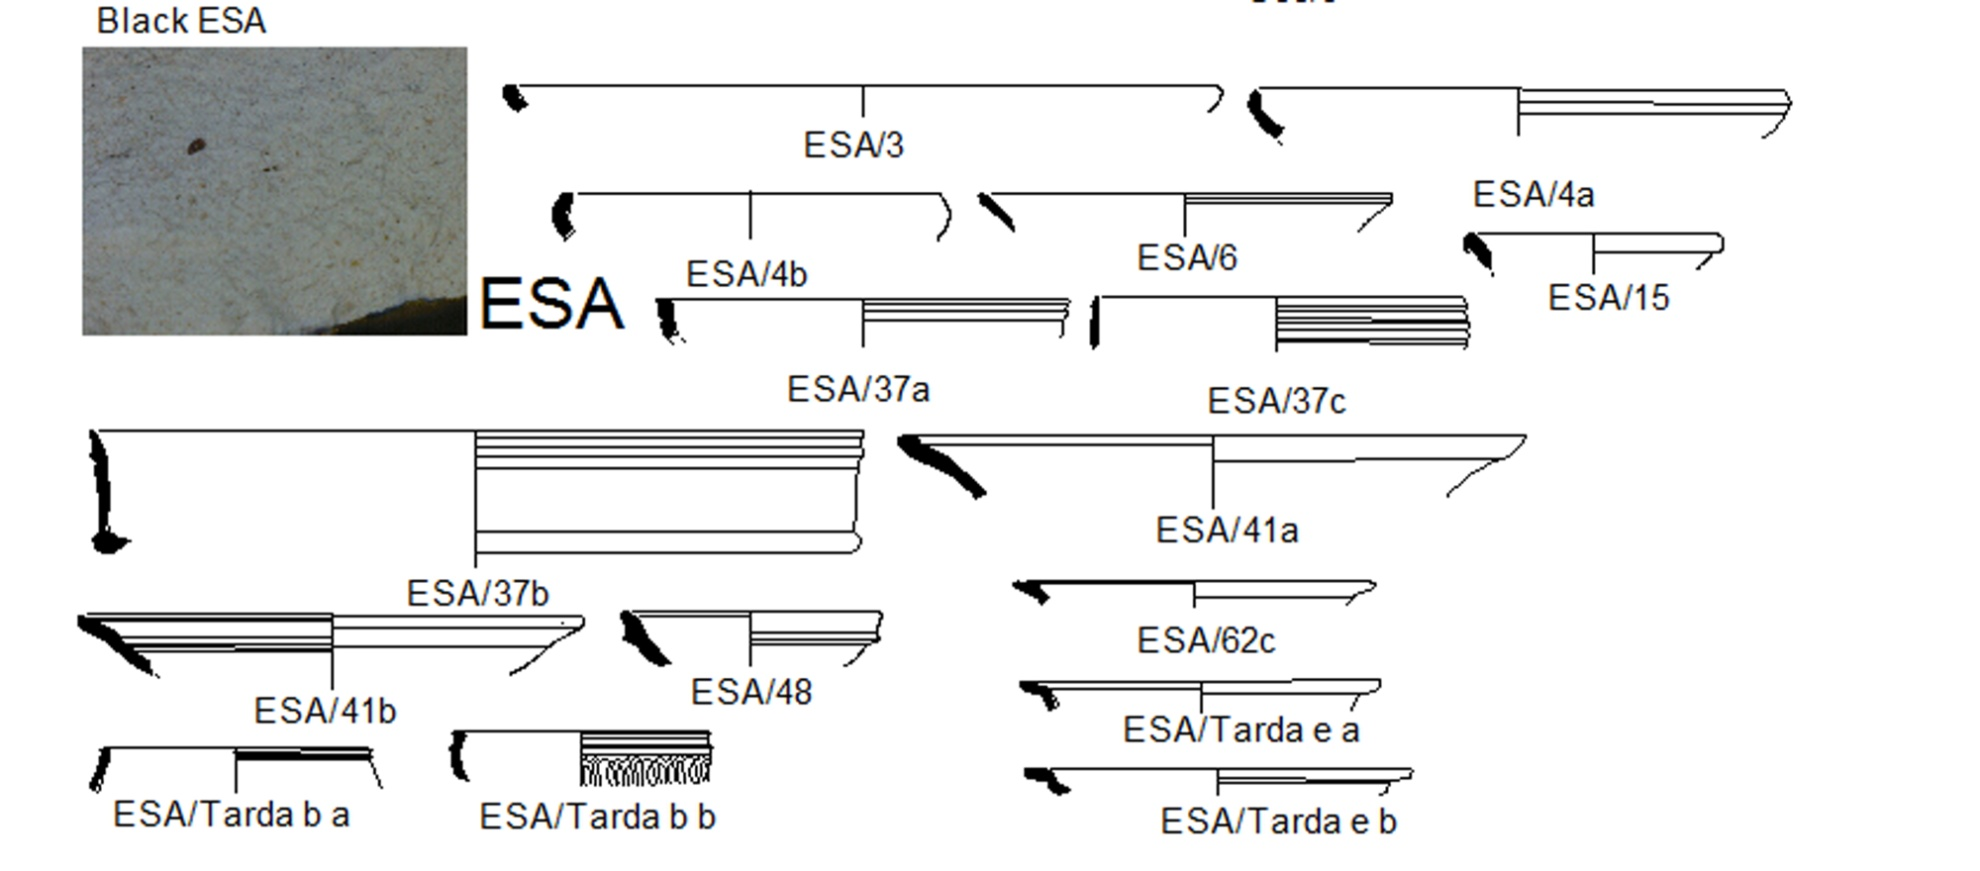 Black ESA
ESA/3
ESA/4a
ESA/4b
ESA/6
ESA/15
ESA
ESA/37a
ESA/37c
ESA/37b
ESA/41a
ESA/62c
ESA/41b
ESA/48
ESA/Tarda e a
ESA/Tarda b a
ESA/Tarda b b
ESA/Tarda e b